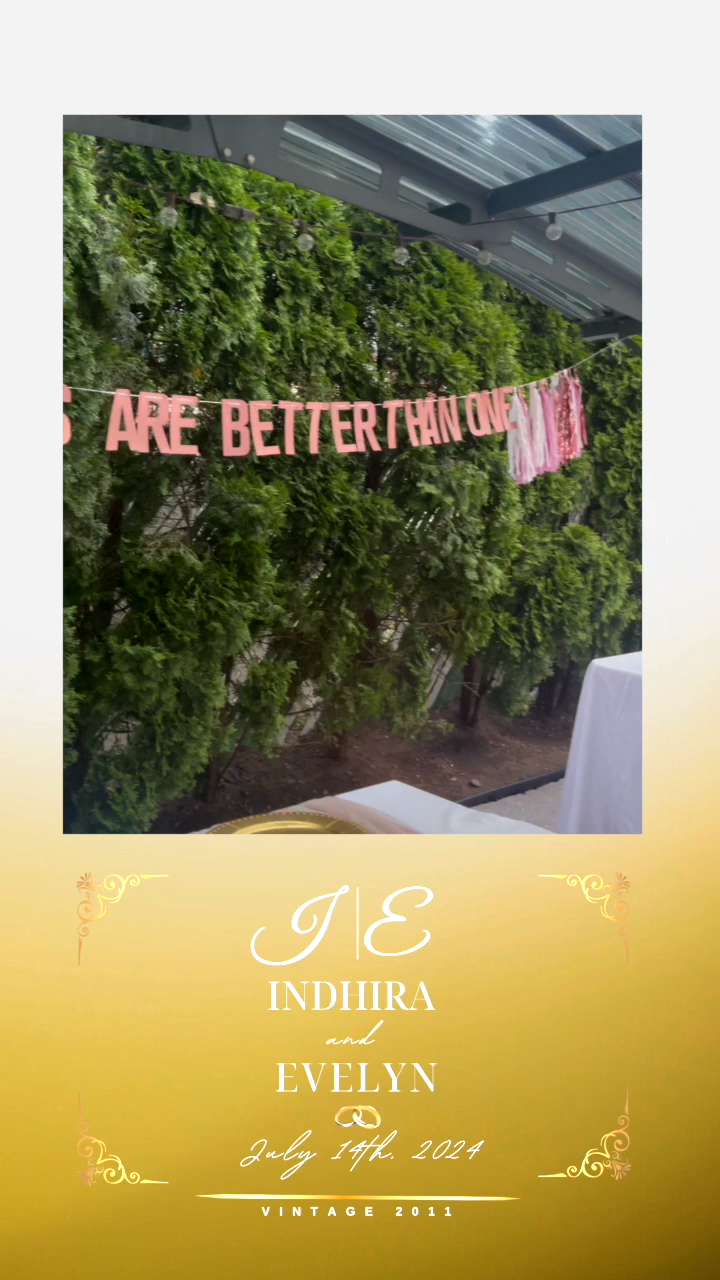 S ARE BETTER THAN ONE
I|E
INDHIRA
and
EVELYN
July 14th. 2024
VINTAGE 2011